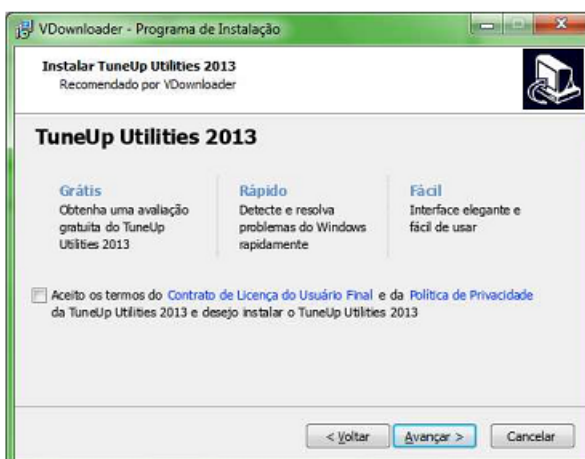 VDownloader - Programa de Instalação
Instalar TuneUp Utilities 2013
Recomendado por VDownloader
TuneUp Utilities 2013
Grátis
Obtenha uma avaliação
gratuita do TuneUp
Utilities 2013
Rápido
Detecte e resolva
problemas do Windows
rapidamente
Fácil
Interface elegante e
fácil de usar
Aceito os termos do Contrato de Licença do Usuário Final e da Política de Privacidade
da TuneUp Utilities 2013 e desejo instalar o TuneUp Utilities 2013
< Voltar
Avançar >
Cancelar